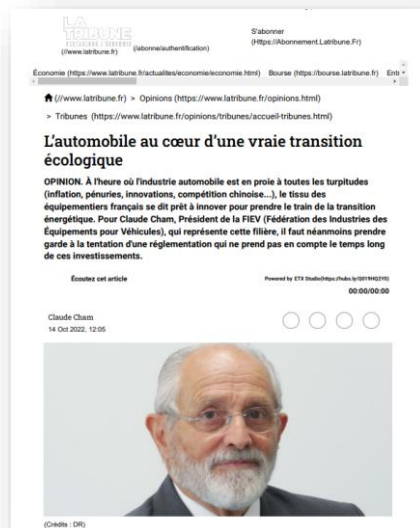 LA
TRIBUNE
(//www.latribune.fr)
(/abonne/authentification)
S'abonner
(Https://Abonnement.Latribune.Fr)
Économie (https://www.latribune.fr/actualites/economie/economie.html) Bourse (https://bourse.latribune.fr) Entr
(//www.latribune.fr) > Opinions (https://www.latribune.fr/opinions.html)
> Tribunes (https://www.latribune.fr/opinions/tribunes/accueil-tribunes.html)
L’automobile au cœur d’une vraie transition
écologique
OPINION. À l'heure où l'industrie automobile est en proie à toutes les turpitudes
(inflation, pénuries, innovations, compétition chinoise...), le tissu des
équipementiers français se dit prêt à innover pour prendre le train de la transition
énergétique. Pour Claude Cham, Président de la FIEV (Fédération des Industries des
Équipements pour Véhicules), qui représente cette filière, il faut néanmoins prendre
garde à la tentation d'une réglementation qui ne prend pas en compte le temps long
de ces investissements.
Écoutez cet article
Powered by ETX Studio
00:00/00:00
Claude Cham
14 Oct 2022, 12:05
(Crédits : DR)